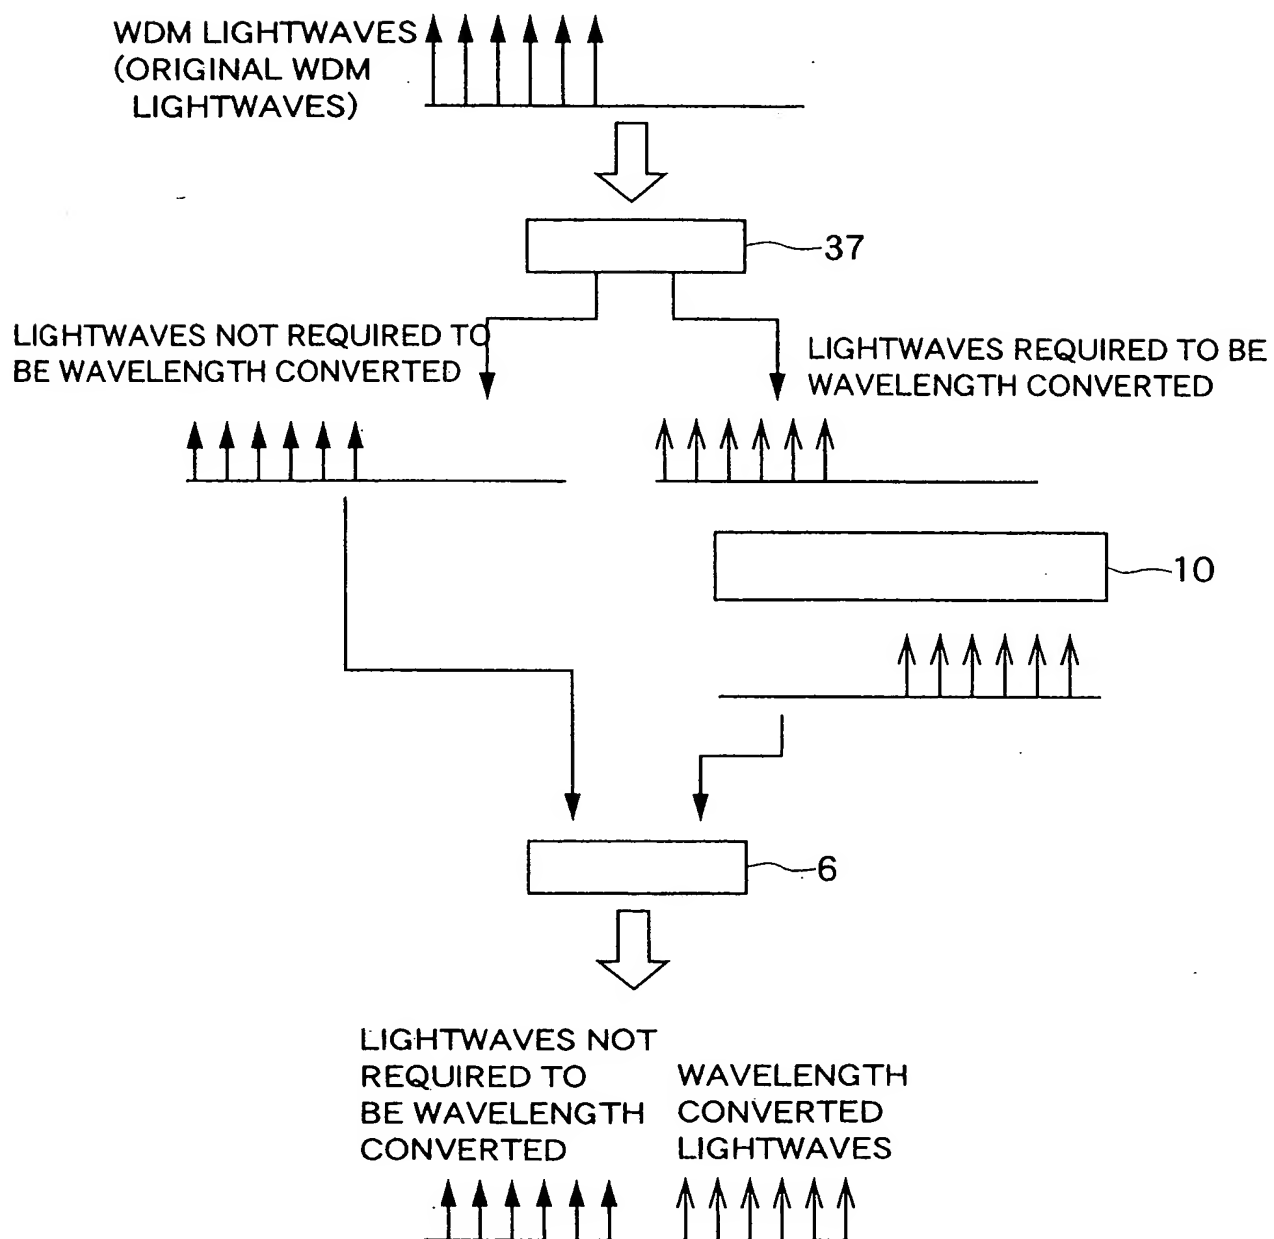 WDM LIGHTWAVES
(ORIGINAL WDM
LIGHTWAVES)
37
LIGHTWAVES NOT REQUIRED TO
BE WAVELENGTH CONVERTED
LIGHTWAVES REQUIRED TO BE
WAVELENGTH CONVERTED
10
6
LIGHTWAVES NOT
REQUIRED TO
BE WAVELENGTH
CONVERTED
WAVELENGTH
CONVERTED
LIGHTWAVES